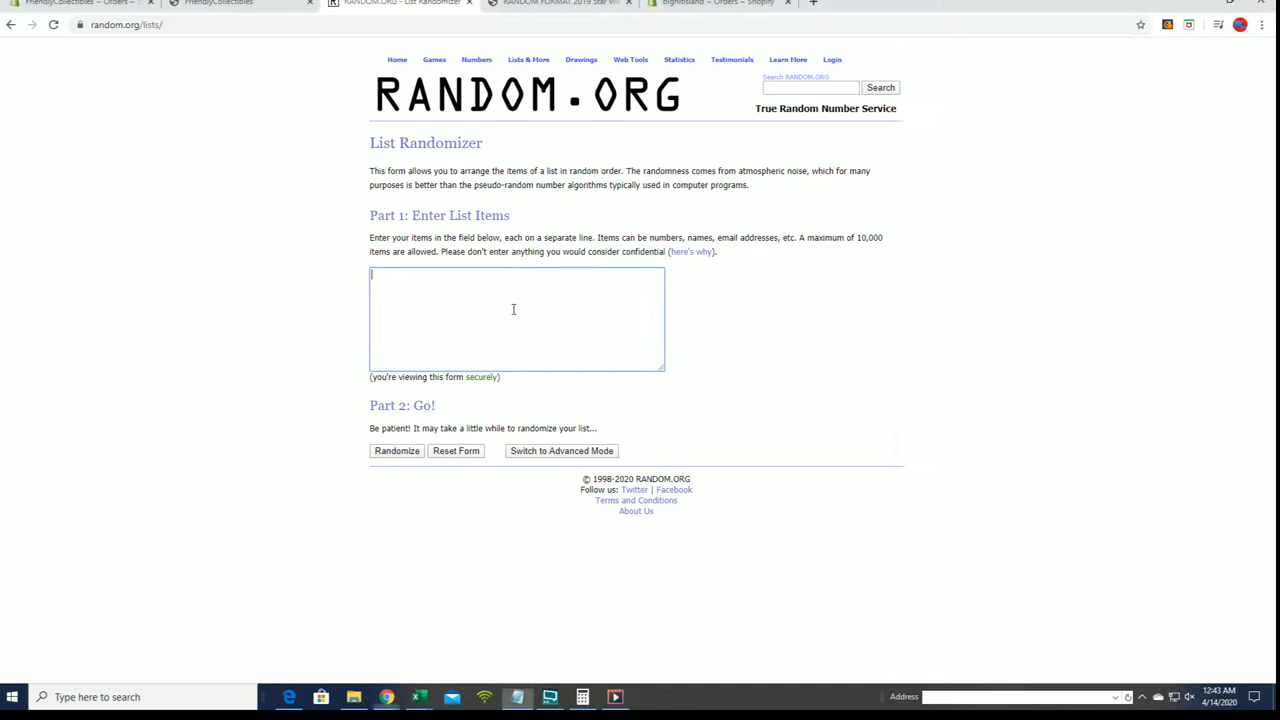 FriendlyCollectibles – Orders –
FriendlyCollectibles
RANDOM.ORG - List Randomizer
RANDOM FORMAT 2019 Star W
bighitisland – Orders – Shopify
random.org/lists/
Home Games Numbers Lists & More Drawings Web Tools Statistics Testimonials Learn More Login
RANDOM.ORG
Search RANDOM.ORG
Search
True Random Number Service
List Randomizer
This form allows you to arrange the items of a list in random order. The randomness comes from atmospheric noise, which for many
purposes is better than the pseudo-random number algorithms typically used in computer programs.
Part 1: Enter List Items
Enter your items in the field below, each on a separate line. Items can be numbers, names, email addresses, etc. A maximum of 10,000
items are allowed. Please don't enter anything you would consider confidential (here's why).
(you're viewing this form securely)
Part 2: Go!
Be patient! It may take a little while to randomize your list...
Randomize Reset Form Switch to Advanced Mode
© 1998-2020 RANDOM.ORG
Follow us: Twitter | Facebook
Terms and Conditions
About Us
Type here to search
Address
12:43 AM
4/14/2020